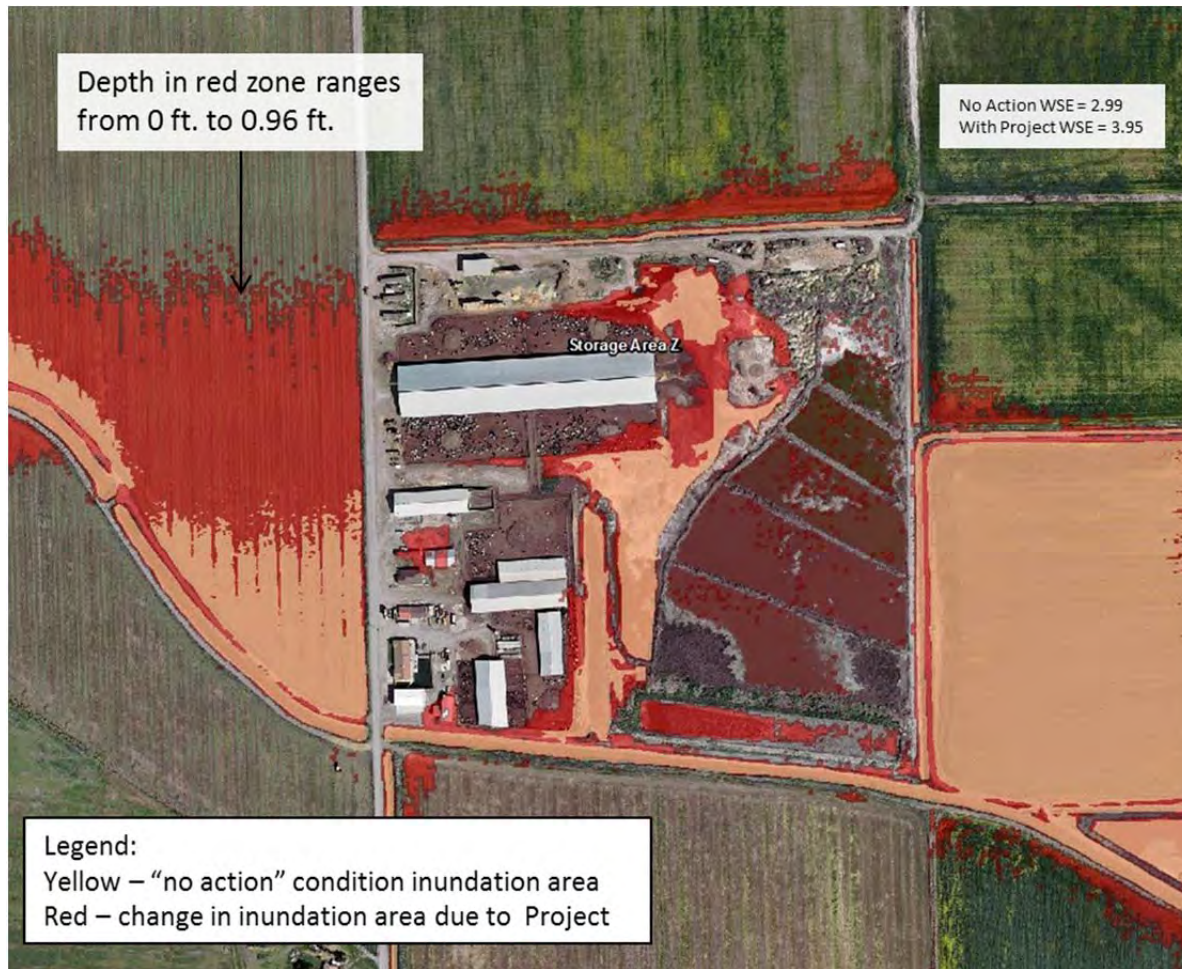 Depth in red zone ranges
from 0 ft. to 0.96 ft.
No Action WSE = 2.99
With Project WSE = 3.95
Storage Area Z
Legend:
Yellow – “no action” condition inundation area
Red – change in inundation area due to Project